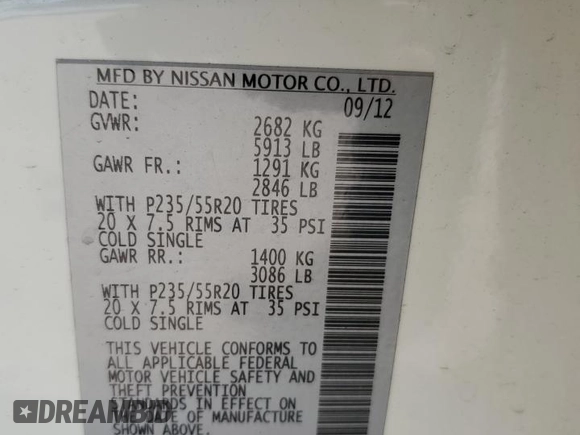 MFD BY NISSAN MOTOR CO., LTD.
DATE: 09/12
GVWR: 2682 KG
5913 LB
GAWR FR.: 1291 KG
2846 LB
WITH P235/55R20 TIRES
20 X 7.5 RIMS AT 35 PSI
COLD SINGLE
GAWR RR.: 1400 KG
3086 LB
WITH P235/55R20 TIRES
20 X 7.5 RIMS AT 35 PSI
COLD SINGLE
THIS VEHICLE CONFORMS TO
ALL APPLICABLE FEDERAL
MOTOR VEHICLE SAFETY AND
THEFT PREVENTION
STANDARDS IN EFFECT ON
DATE OF MANUFACTURE
SHOWN ABOVE.
DREAMBID